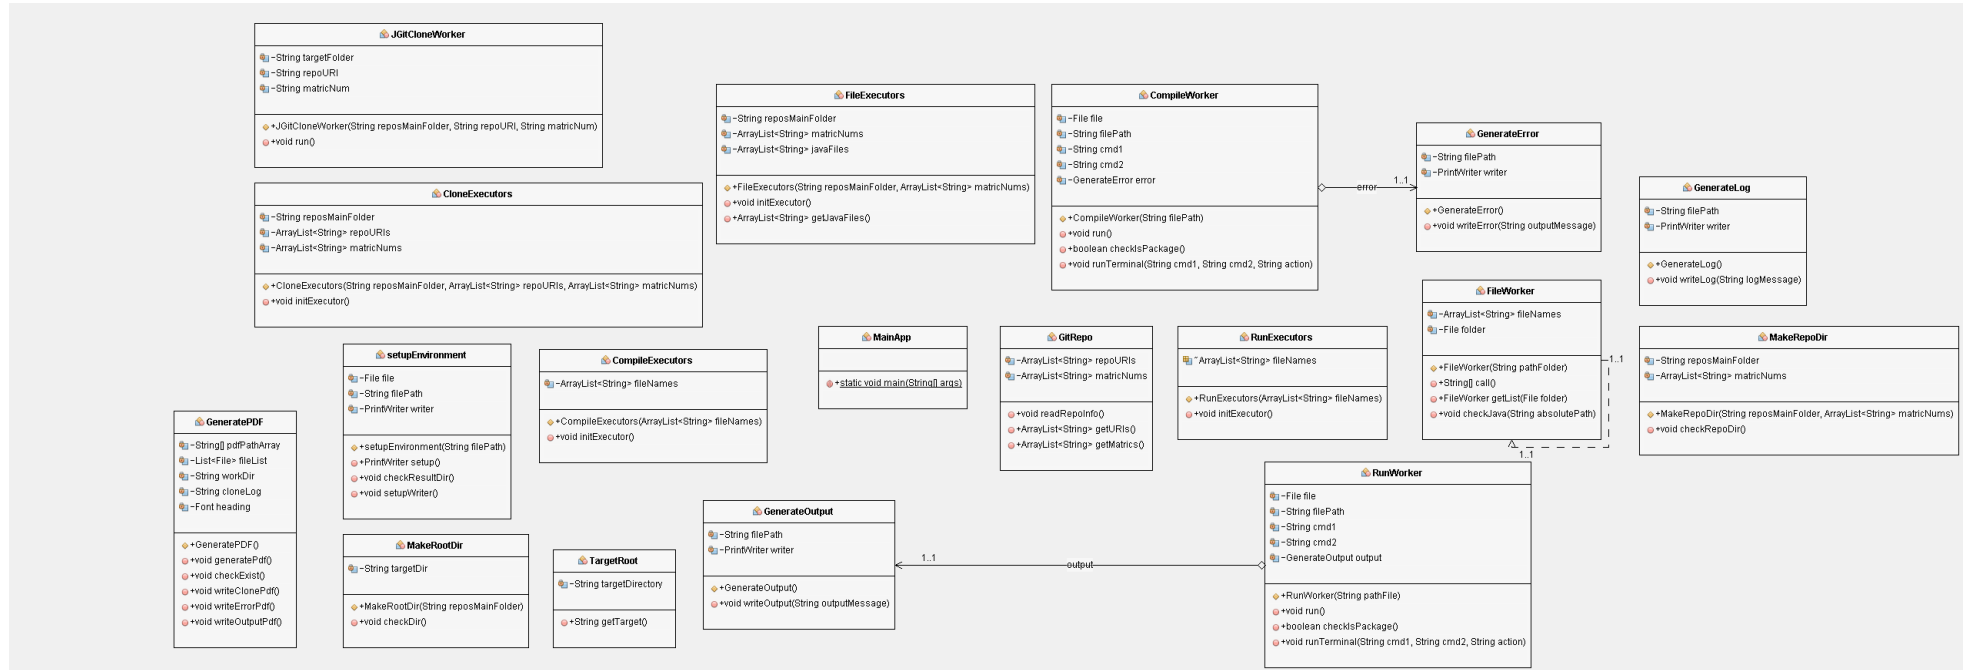 JGitCloneWorker
-String targetFolder
-String repoURI
-String matricNum
+JGitCloneWorker(String reposMainFolder, String repoURI, String matricNum)
+void run()
CloneExecutors
-String reposMainFolder
-ArrayList<String> repoURIs
-ArrayList<String> matricNums
+CloneExecutors(String reposMainFolder, ArrayList<String> repoURIs, ArrayList<String> matricNums)
+void initExecutor()
FileExecutors
-String reposMainFolder
-ArrayList<String> matricNums
-ArrayList<String> javaFiles
+FileExecutors(String reposMainFolder, ArrayList<String> matricNums)
+void initExecutor()
+ArrayList<String> getJavaFiles()
CompileWorker
-File file
-String filePath
-String cmd1
-String cmd2
-GenerateError error
+CompileWorker(String filePath)
+void run()
+boolean checkIsPackage()
+void runTerminal(String cmd1, String cmd2, String action)
error
1..1
GenerateError
-String filePath
-PrintWriter writer
+GenerateError()
+void writeError(String outputMessage)
GenerateLog
-String filePath
-PrintWriter writer
+GenerateLog()
+void writeLog(String logMessage)
setupEnvironment
-File file
-String filePath
-PrintWriter writer
+setupEnvironment(String filePath)
+PrintWriter setup()
+void checkResultDir()
+void setupWriter()
CompileExecutors
-ArrayList<String> fileNames
+CompileExecutors(ArrayList<String> fileNames)
+void initExecutor()
MainApp
+static void main(String[] args)
GitRepo
-ArrayList<String> repoURIs
-ArrayList<String> matricNums
+void readRepoInfo()
+ArrayList<String> getURIs()
+ArrayList<String> getMatrics()
RunExecutors
~ArrayList<String> fileNames
+RunExecutors(ArrayList<String> fileNames)
+void initExecutor()
FileWorker
-ArrayList<String> fileNames
-File folder
+FileWorker(String pathFolder)
+String[] call()
+FileWorker getList(File folder)
+void checkJava(String absolutePath)
1..1
1..1
MakeRepoDir
-String reposMainFolder
-ArrayList<String> matricNums
+MakeRepoDir(String reposMainFolder, ArrayList<String> matricNums)
+void checkRepoDir()
GeneratePDF
-String[] pdfPathArray
-List<File> fileList
-String workDir
-String cloneLog
-Font heading
+GeneratePDF()
+void generatePdf()
+void checkExist()
+void writeClonePdf()
+void writeErrorPdf()
+void writeOutputPdf()
MakeRootDir
-String targetDir
+MakeRootDir(String reposMainFolder)
+void checkDir()
TargetRoot
-String targetDirectory
+String getTarget()
GenerateOutput
-String filePath
-PrintWriter writer
+GenerateOutput()
+void writeOutput(String outputMessage)
1..1
output
RunWorker
-File file
-String filePath
-String cmd1
-String cmd2
-GenerateOutput output
+RunWorker(String pathFile)
+void run()
+boolean checkIsPackage()
+void runTerminal(String cmd1, String cmd2, String action)